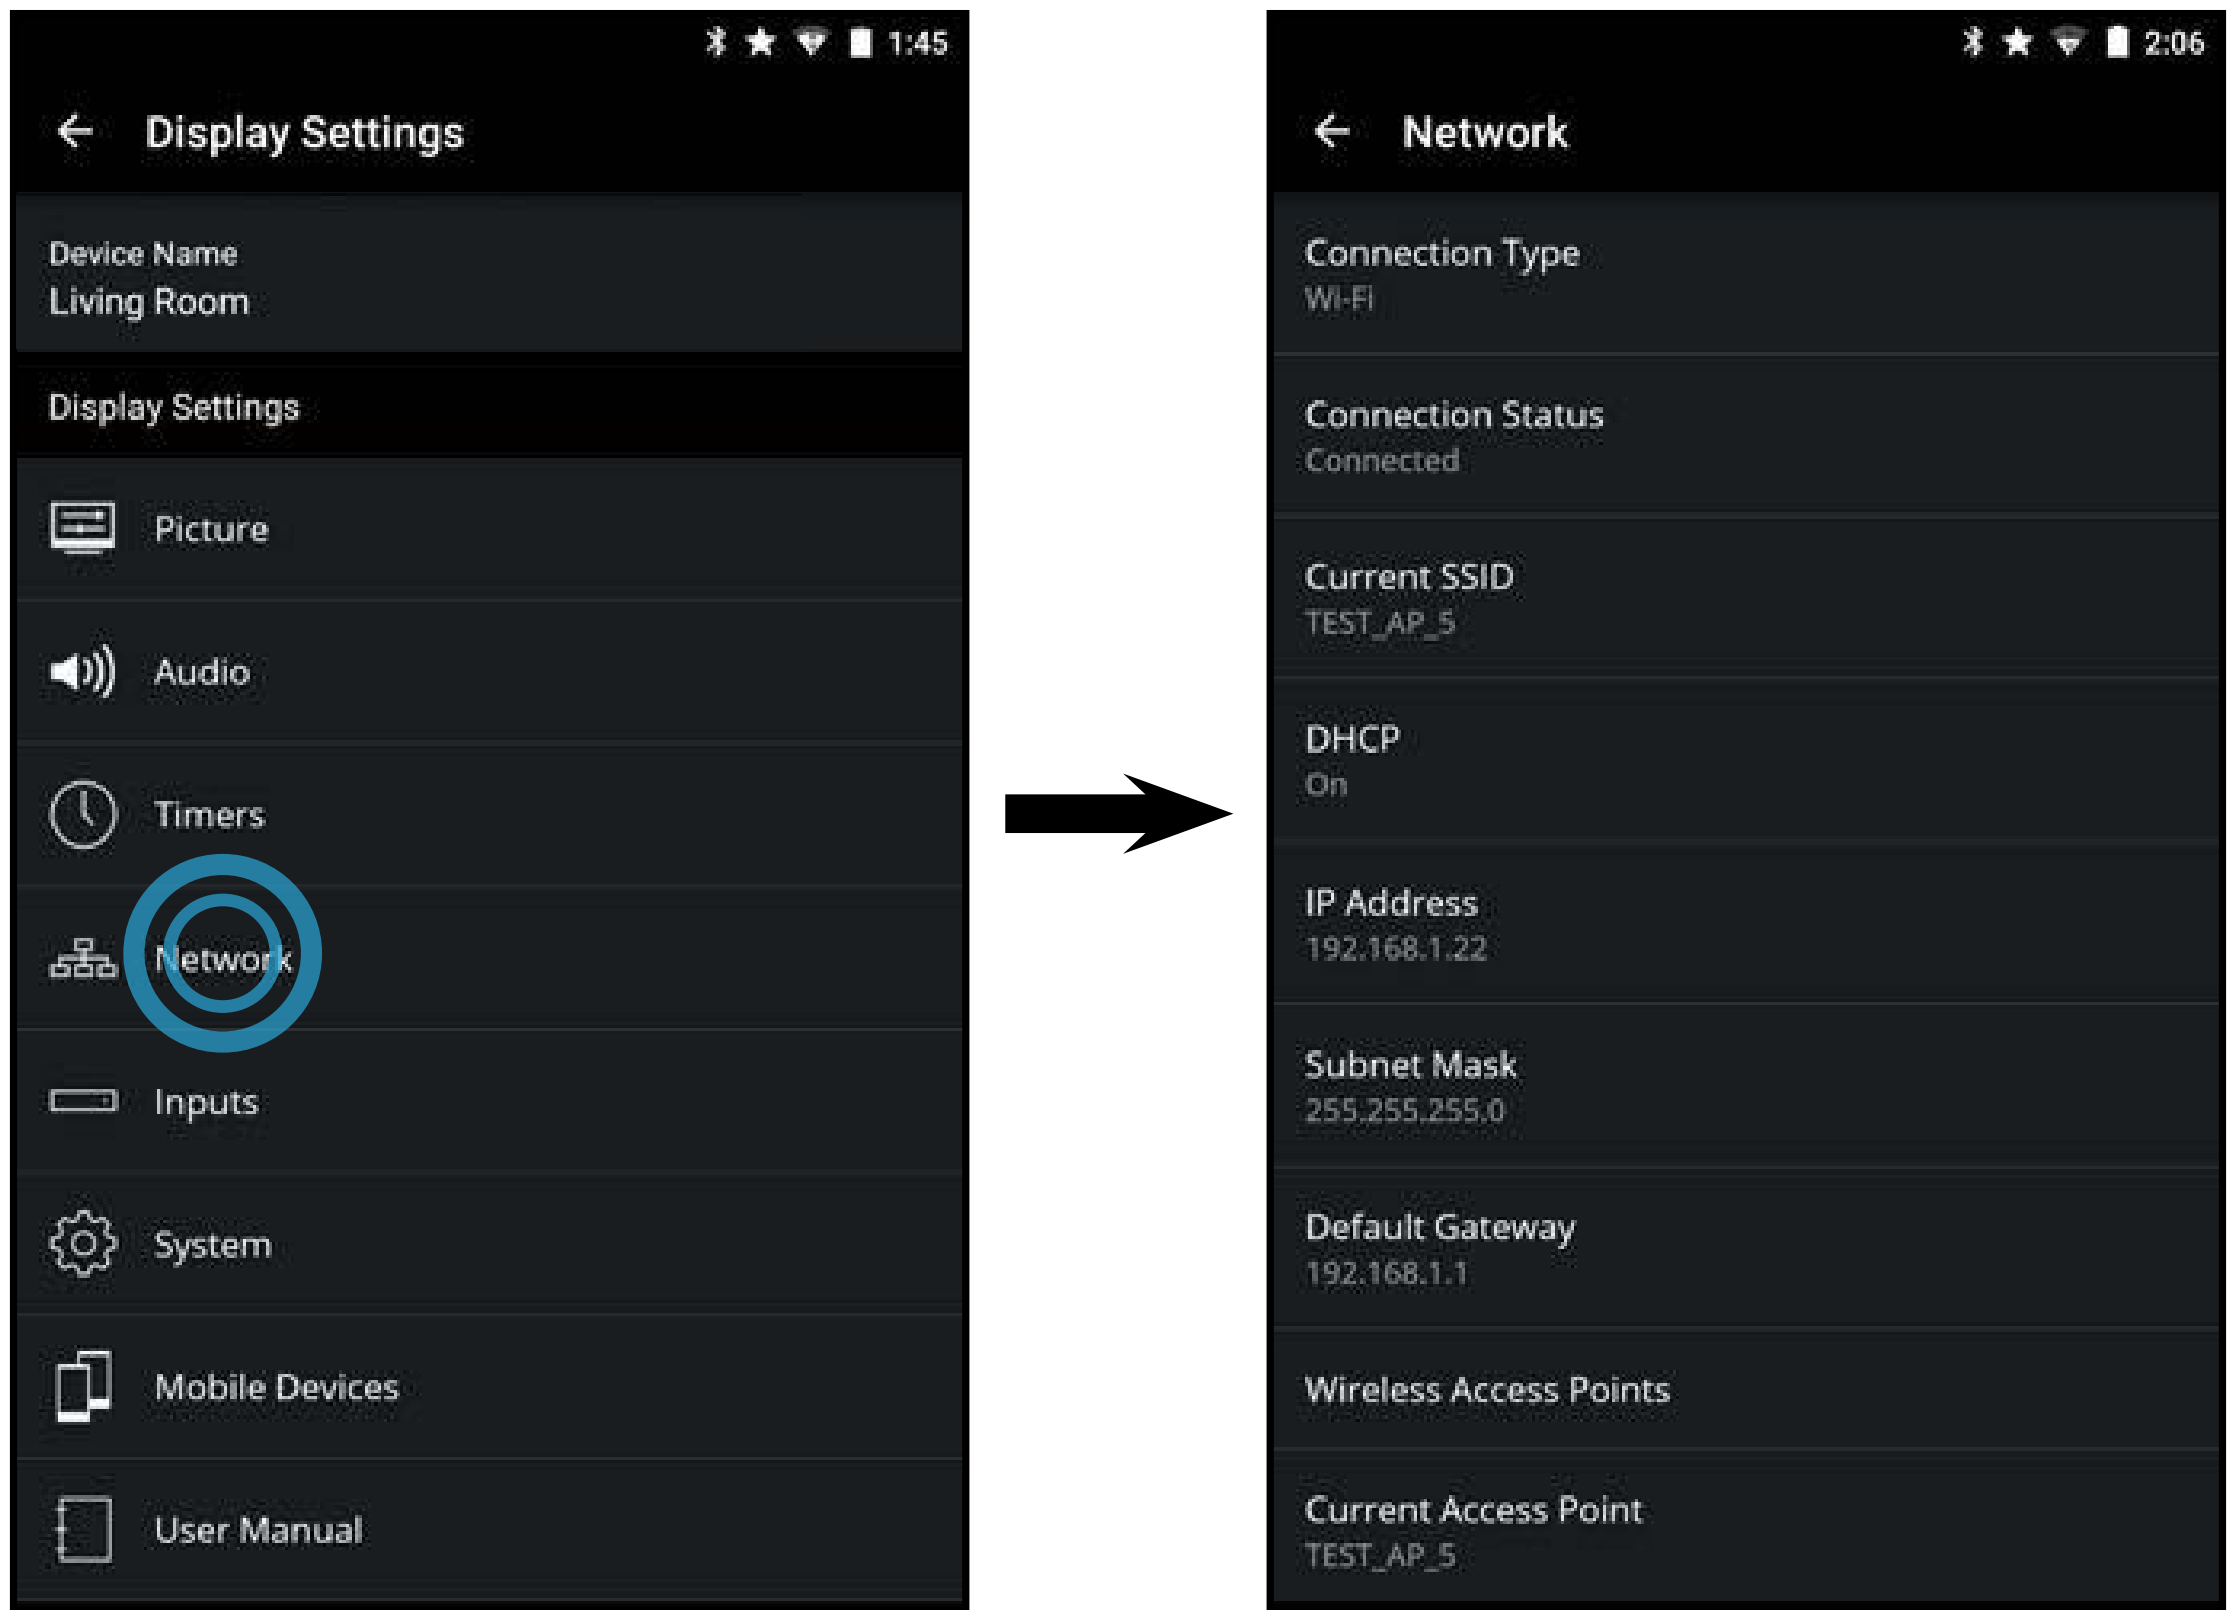 1:45
Display Settings
Device Name
Living Room
Display Settings
Picture
Audio
Timers
Network
Inputs
System
Mobile Devices
User Manual
2:06
Network
Connection Type
Wi-Fi
Connection Status
Connected
Current SSID
TEST_AP_5
DHCP
On
IP Address
192.168.1.22
Subnet Mask
255.255.255.0
Default Gateway
192.168.1.1
Wireless Access Points
Current Access Point
TEST_AP_5